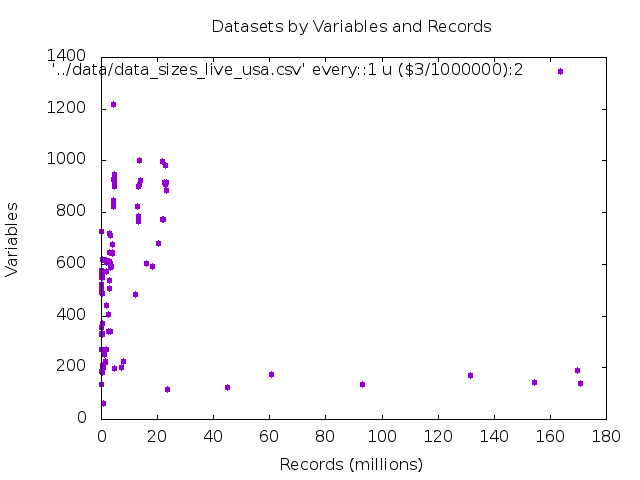 Datasets by Variables and Records
1400
'../data/data_sizes_live_usa.csv' every::1 u ($3/1000000):2
1200
1000
800
Variables
600
400
200
0
0 20 40 60 80 100 120 140 160 180
Records (millions)